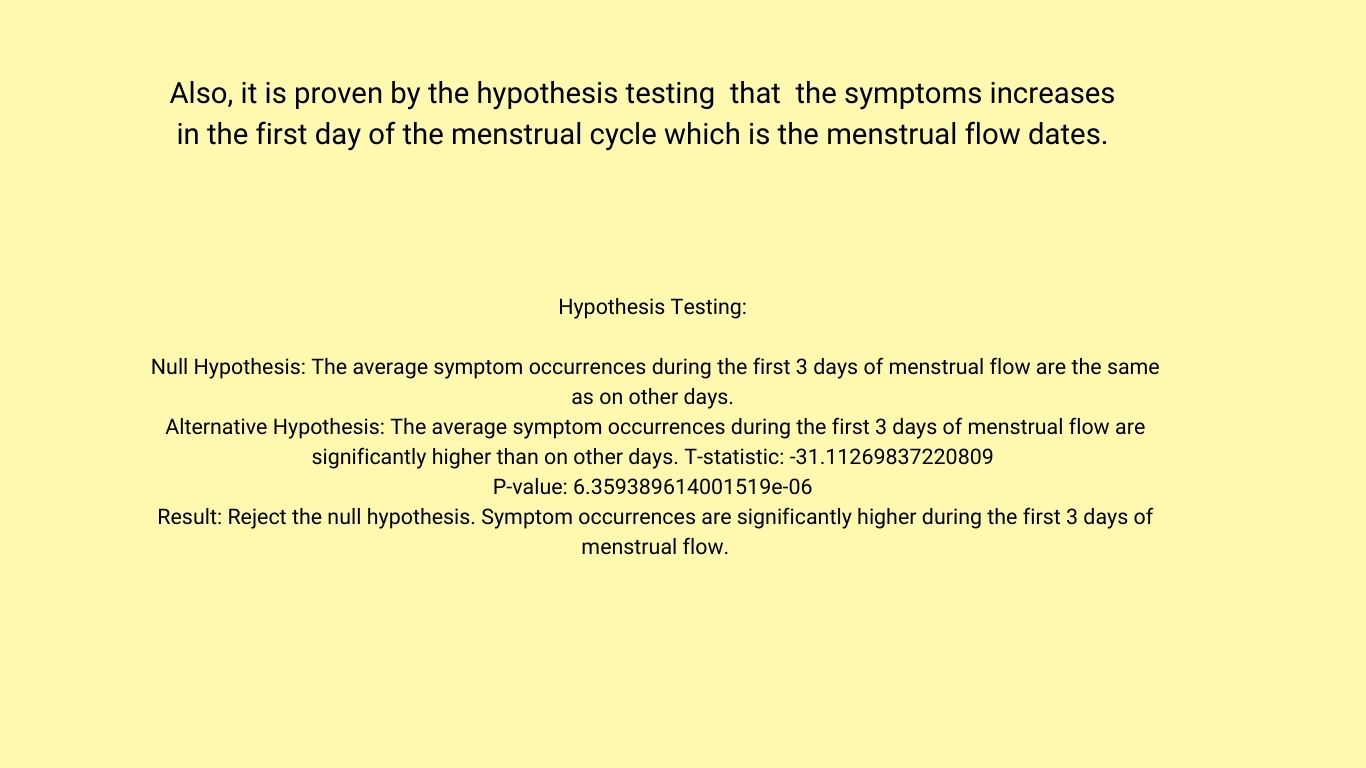 Also, it is proven by the hypothesis testing  that  the symptoms increases
in the first day of the menstrual cycle which is the menstrual flow dates.
Hypothesis Testing:
Null Hypothesis: The average symptom occurrences during the first 3 days of menstrual flow are the same
as on other days.
Alternative Hypothesis: The average symptom occurrences during the first 3 days of menstrual flow are
significantly higher than on other days. T-statistic: -31.11269837220809
P-value: 6.359389614001519e-06
Result: Reject the null hypothesis. Symptom occurrences are significantly higher during the first 3 days of
menstrual flow.